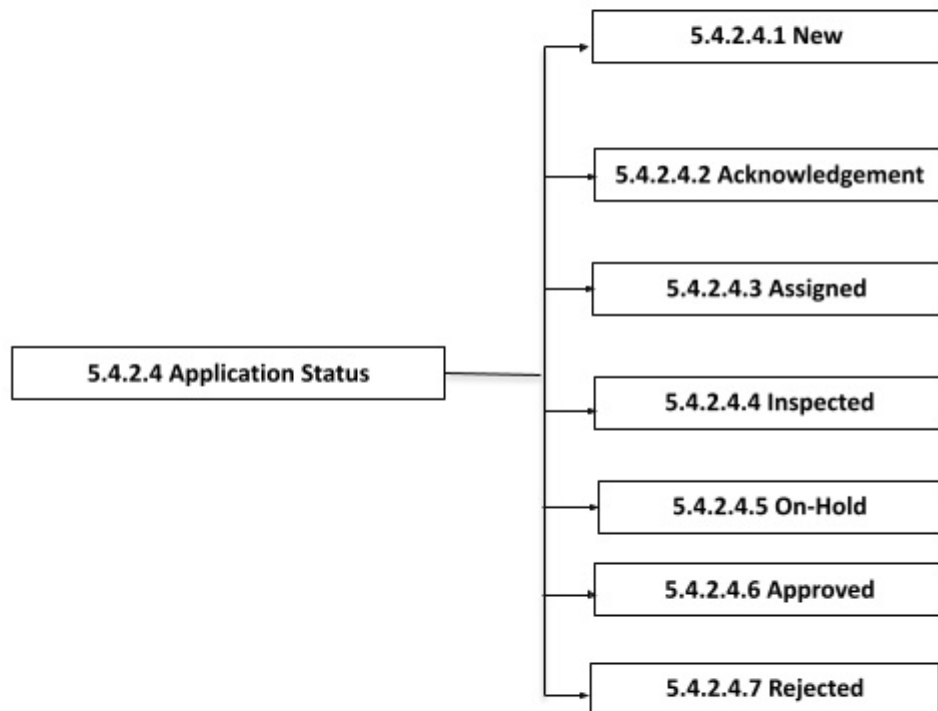 5.4.2.4.1 New
5.4.2.4.2 Acknowledgement
5.4.2.4.3 Assigned
5.4.2.4 Application Status
5.4.2.4.4 Inspected
5.4.2.4.5 On-Hold
5.4.2.4.6 Approved
5.4.2.4.7 Rejected